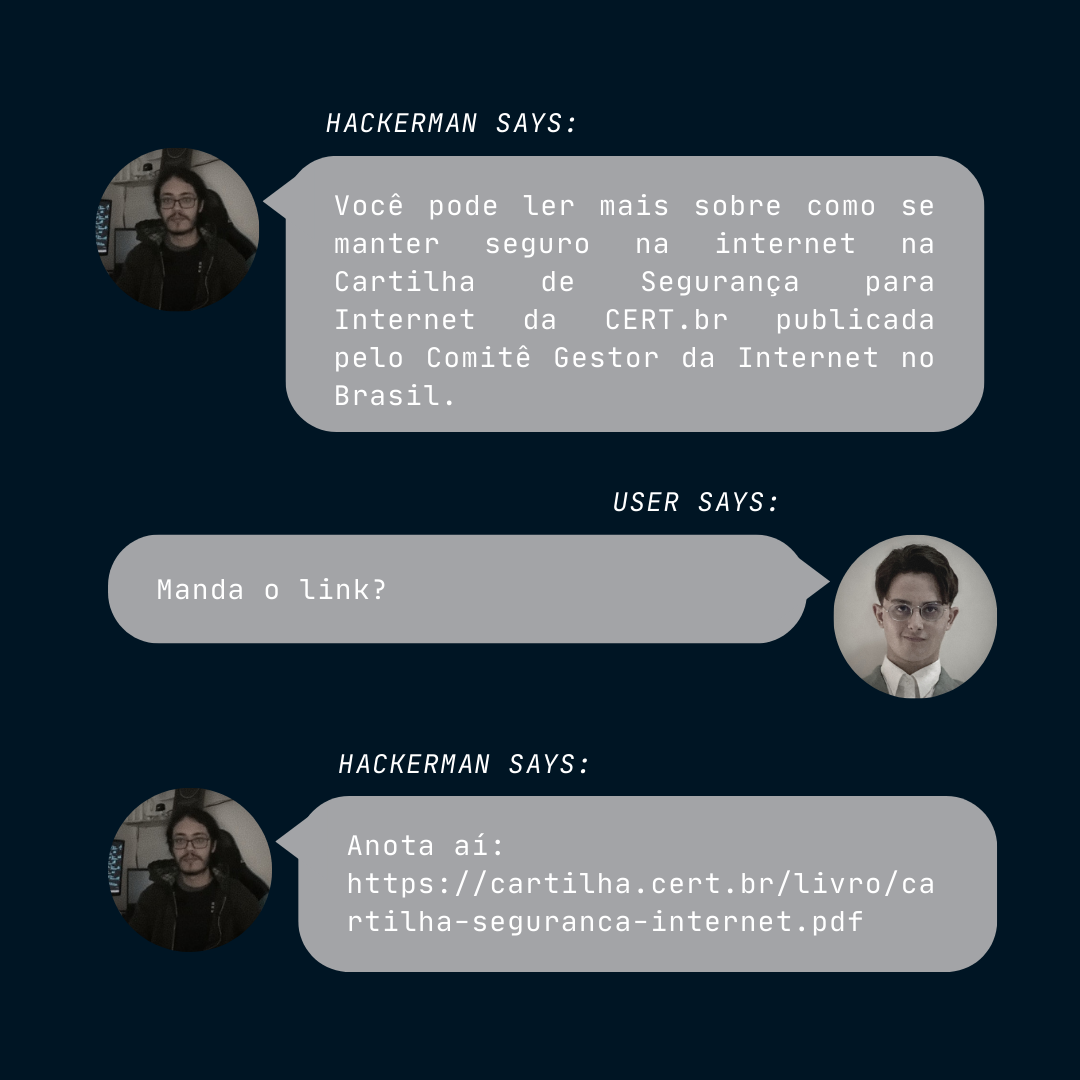 HACKERMAN SAYS:
Você pode ler mais sobre como se
manter seguro na internet na
Cartilha de Segurança para
Internet da CERT.br publicada
pelo Comitê Gestor da Internet no
Brasil.
USER SAYS:
Manda o link?
HACKERMAN SAYS:
Anota aí:
https://cartilha.cert.br/livro/ca
rtilha-seguranca-internet.pdf